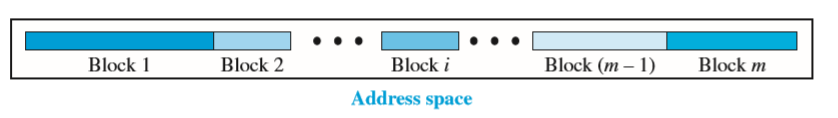 Block 1 Block 2 Block i Block (m – 1) Block m
Address space